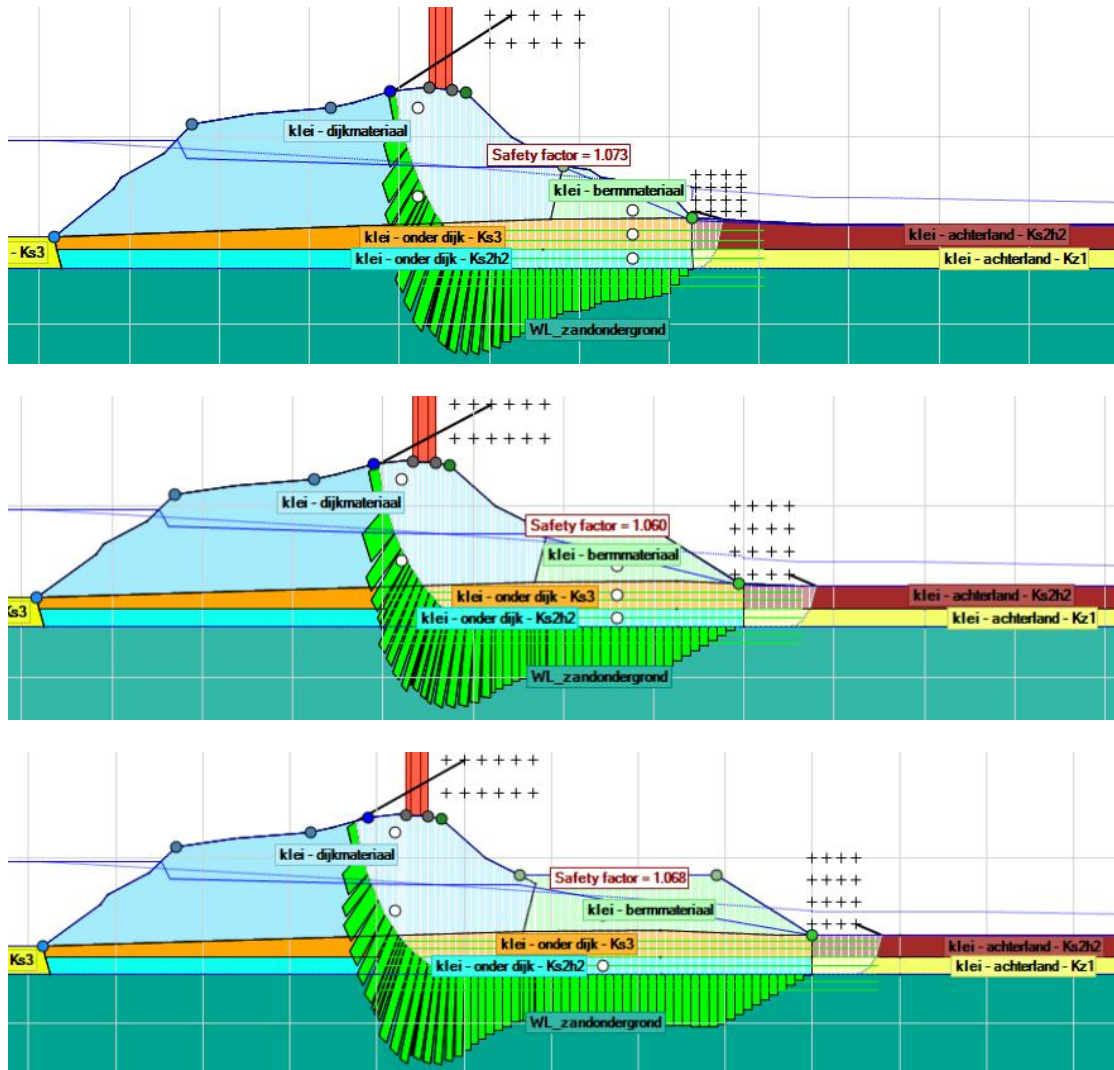 klei - dijkmateriaal
Safety factor = 1.073
klei - bermmateriaal
klei - onder dijk - Ks3
klei - achterland - Ks2h2
- Ks3
klei - onder dijk - Ks2h2
klei - achterland - Kz1
WL_zandondergrond
klei - dijkmateriaal
Safety factor = 1.060
klei - bermmateriaal
klei - onder dijk - Ks3
klei - achterland - Ks2h2
Ks3
klei - onder dijk - Ks2h2
klei - achterland - Kz1
WL_zandondergrond
klei - dijkmateriaal
Safety factor = 1.068
klei - bermmateriaal
klei - onder dijk - Ks3
klei - achterland - Ks2h2
Ks3
klei - onder dijk - Ks2h2
klei - achterland - Kz1
WL_zandondergrond